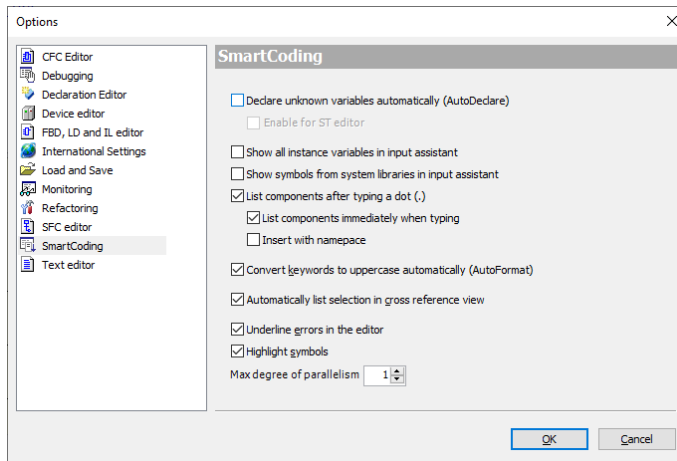 Options
CFC Editor
Debugging
Declaration Editor
Device editor
FBD, LD and IL editor
International Settings
Load and Save
Monitoring
Refactoring
SFC editor
SmartCoding
Text editor
SmartCoding
Declare unknown variables automatically (AutoDeclare)
Enable for ST editor
Show all instance variables in input assistant
Show symbols from system libraries in input assistant
List components after typing a dot (.)
List components immediately when typing
Insert with namepace
Convert keywords to uppercase automatically (AutoFormat)
Automatically list selection in cross reference view
Underline errors in the editor
Highlight symbols
Max degree of parallelism 1
OK Cancel